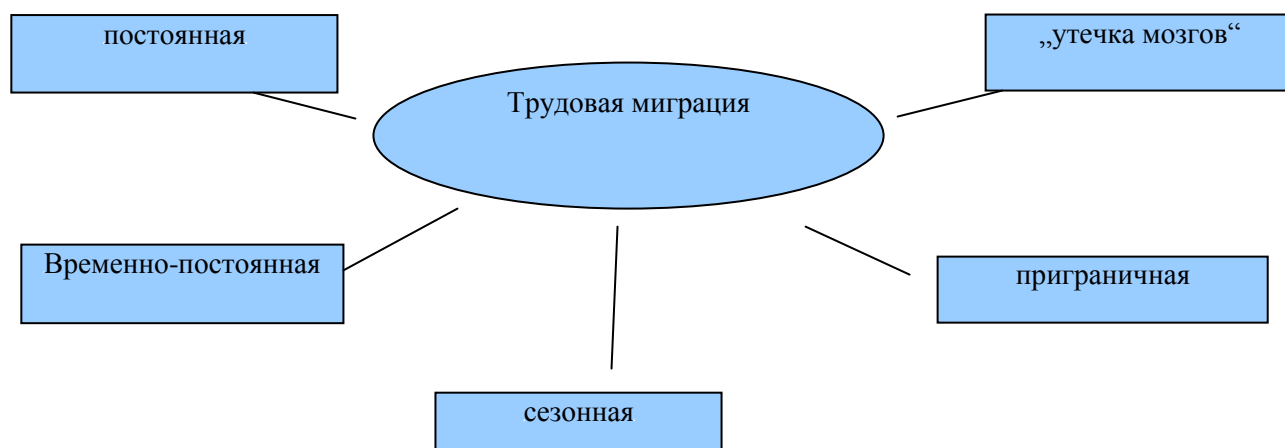 постоянная
„утечка мозгов“
Трудовая миграция
Временно-постоянная
приграничная
сезонная